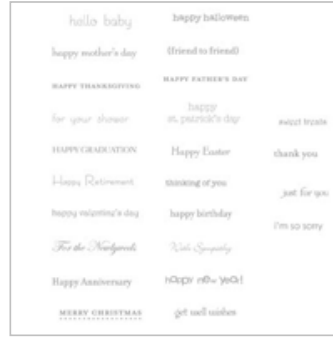 hello baby
happy mother's day
HAPPY THANKSGIVING
for your shower
HAPPY GRADUATION
Happy Retirement
happy valentine's day
For the Newlyweds
Happy Anniversary
MERRY CHRISTMAS
happy halloween
{friend to friend}
HAPPY FATHER'S DAY
happy
st. patrick's day
Happy Easter
thinking of you
happy birthday
With Sympathy
happy new year!
get well wishes
sweet treats
thank you
just for you
I'm so sorry